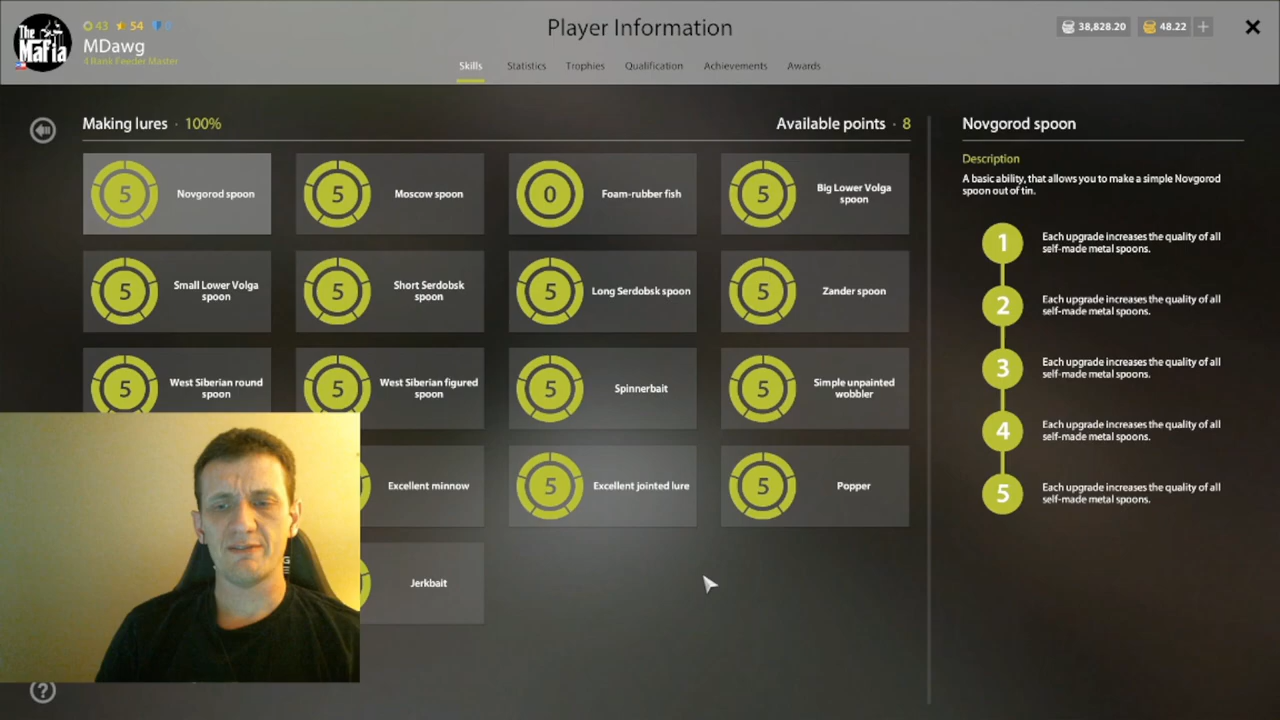 The
Mafia
43 54
MDawg
4 Rank Feeder Master
Player Information
38,828.20 48.22 +
Skills Statistics Trophies Qualification Achievements Awards
Making lures · 100%
Available points · 8
5 Novgorod spoon
5 Moscow spoon
0 Foam-rubber fish
5 Big Lower Volga
spoon
5 Small Lower Volga
spoon
5 Short Serdobsk
spoon
5 Long Serdobsk spoon
5 Zander spoon
5 West Siberian round
spoon
5 West Siberian figured
spoon
5 Spinnerbait
5 Simple unpainted
wobbler
Excellent minnow
5 Excellent jointed lure
5 Popper
Jerkbait
?
Novgorod spoon
Description
A basic ability, that allows you to make a simple Novgorod
spoon out of tin.
1 Each upgrade increases the quality of all
self-made metal spoons.
2 Each upgrade increases the quality of all
self-made metal spoons.
3 Each upgrade increases the quality of all
self-made metal spoons.
4 Each upgrade increases the quality of all
self-made metal spoons.
5 Each upgrade increases the quality of all
self-made metal spoons.